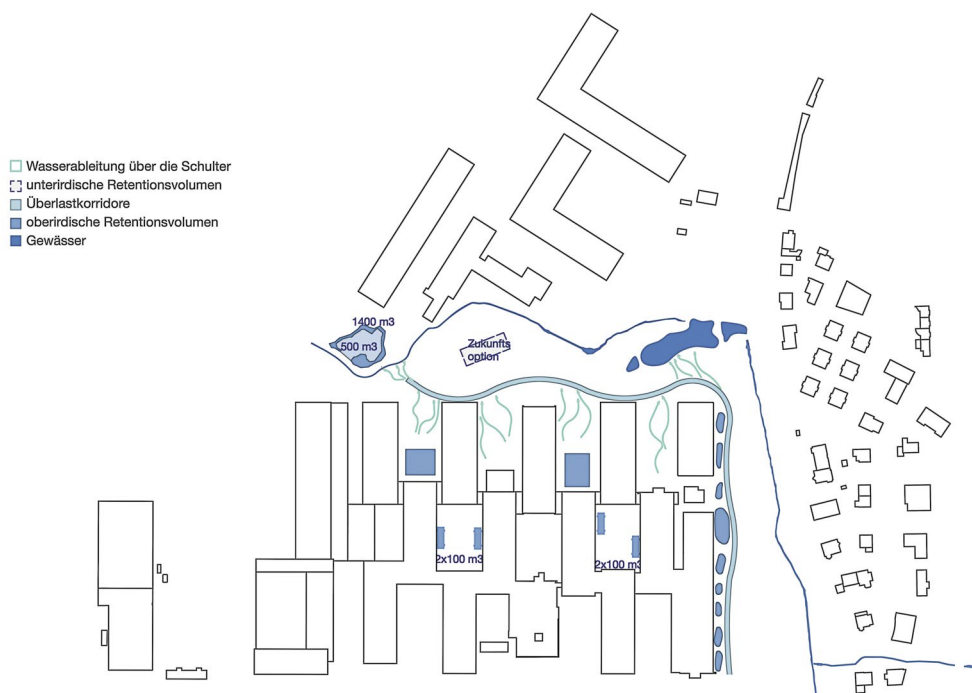 Wasserableitung über die Schulter
unterirdische Retentionsvolumen
Überlastkorridore
oberirdische Retentionsvolumen
Gewässer
1400 m3
500 m3
Zukunfts
option
2x100 m3
2x100 m3